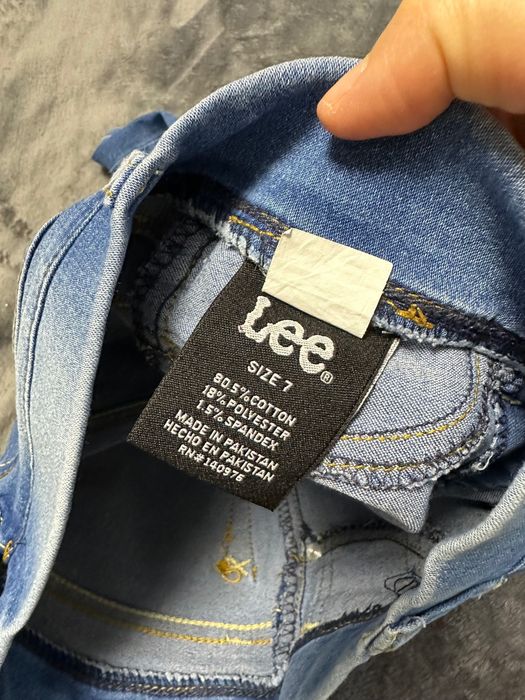 Lee®
SIZE 7
80.5% COTTON
18% POLYESTER
1.5% SPANDEX
MADE IN PAKISTAN
HECHO EN PAKISTAN
RN#140976